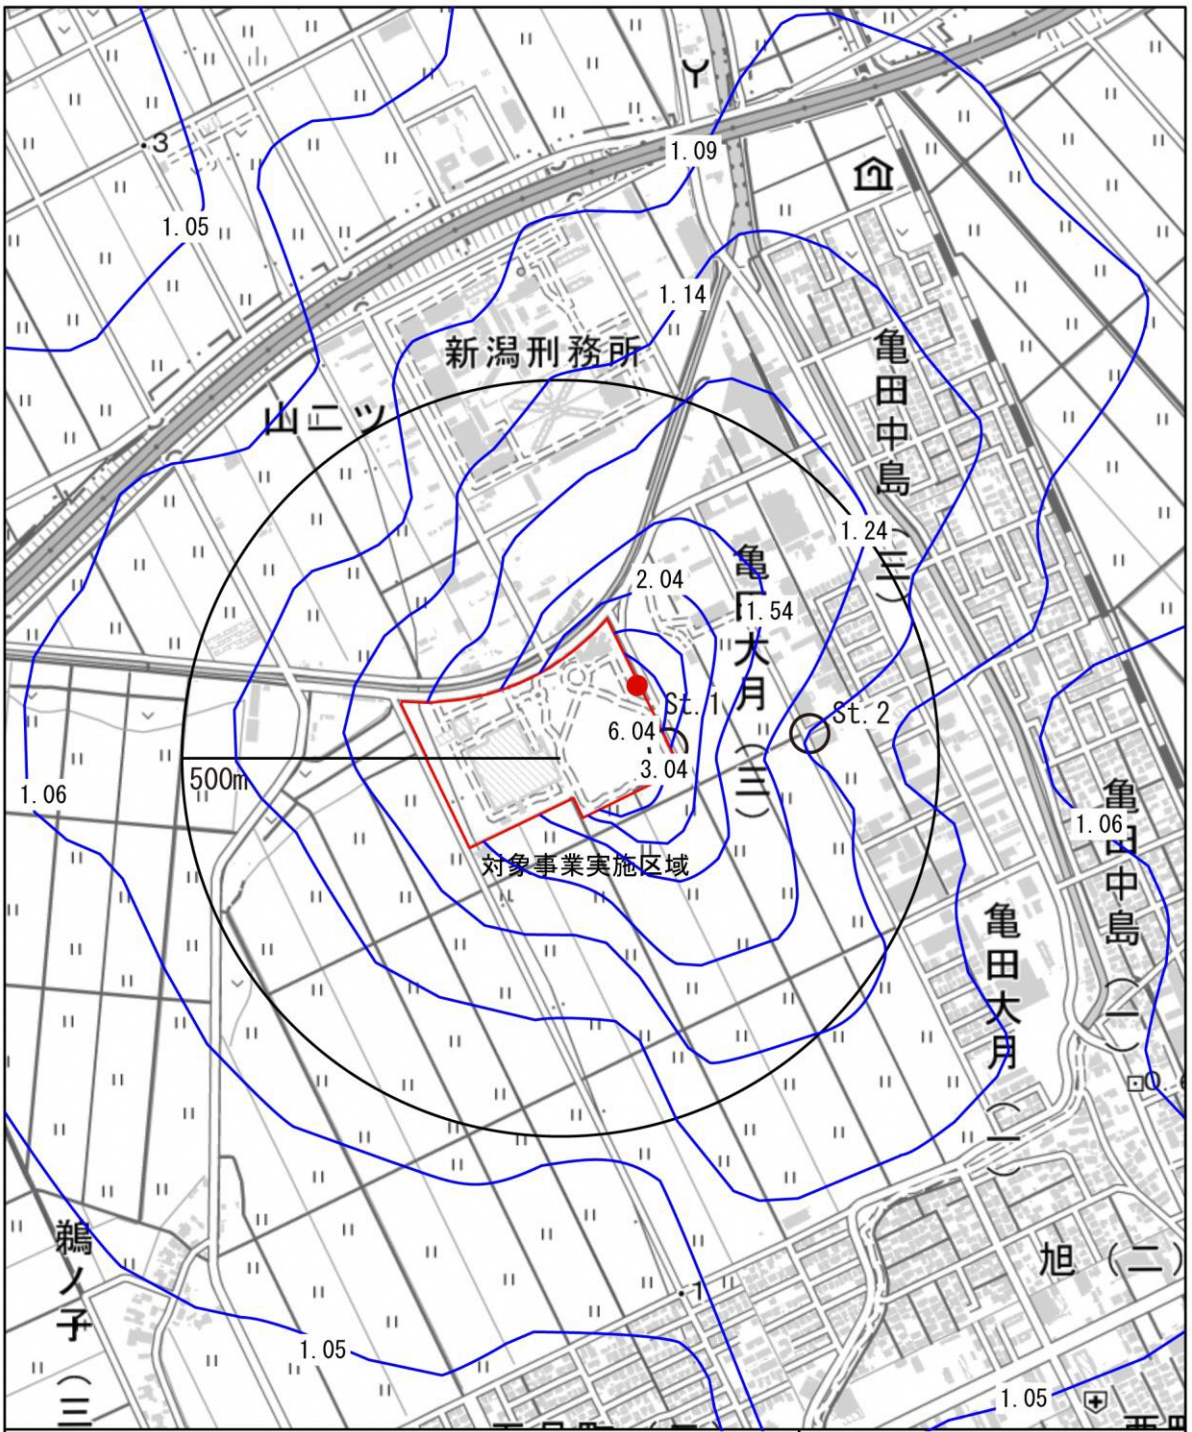 .3
1.09
1.05
1.14
新潟刑務所
亀田中島(三)
山二ツ
1.24
亀田大月(三)
2.04
1.54
St.1
St.2
6.04
3.04
500m
1.06
1.06
対象事業実施区域
亀田中島(二)
亀田大月(一)
鵜ノ子(三
旭(二)
.1
1.05
1.05